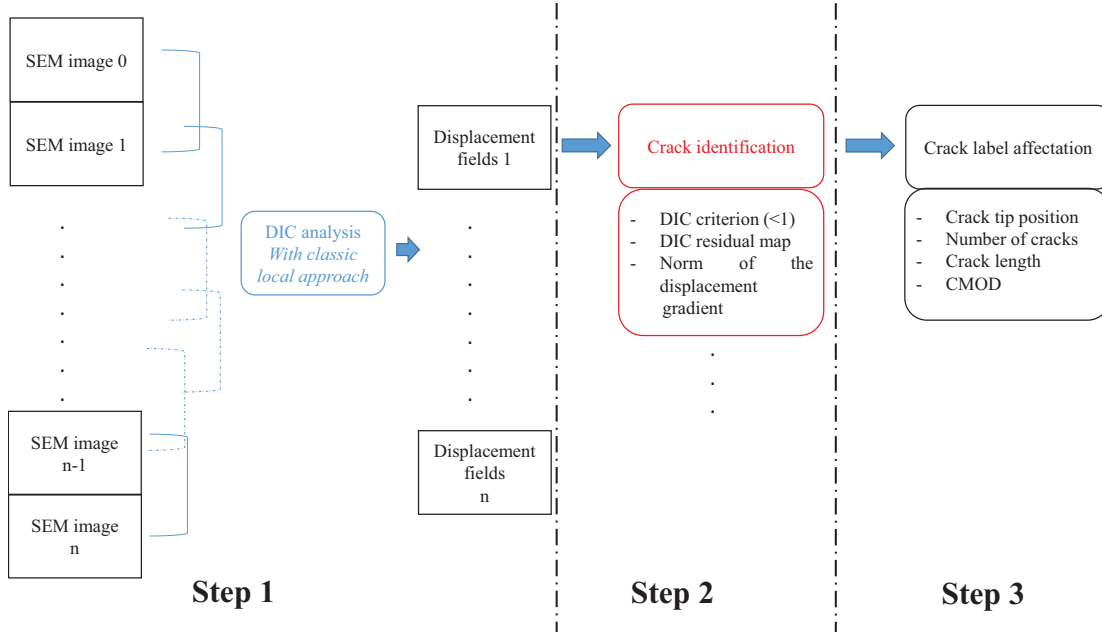 SEM image 0
SEM image 1
SEM image
n-1
SEM image
n
DIC analysis
With classic
local approach
Displacement
fields 1
Displacement
fields
n
Step 1
Crack identification
- DIC criterion (<1)
- DIC residual map
- Norm of the
displacement
gradient
Step 2
Crack label affectation
- Crack tip position
- Number of cracks
- Crack length
- CMOD
Step 3